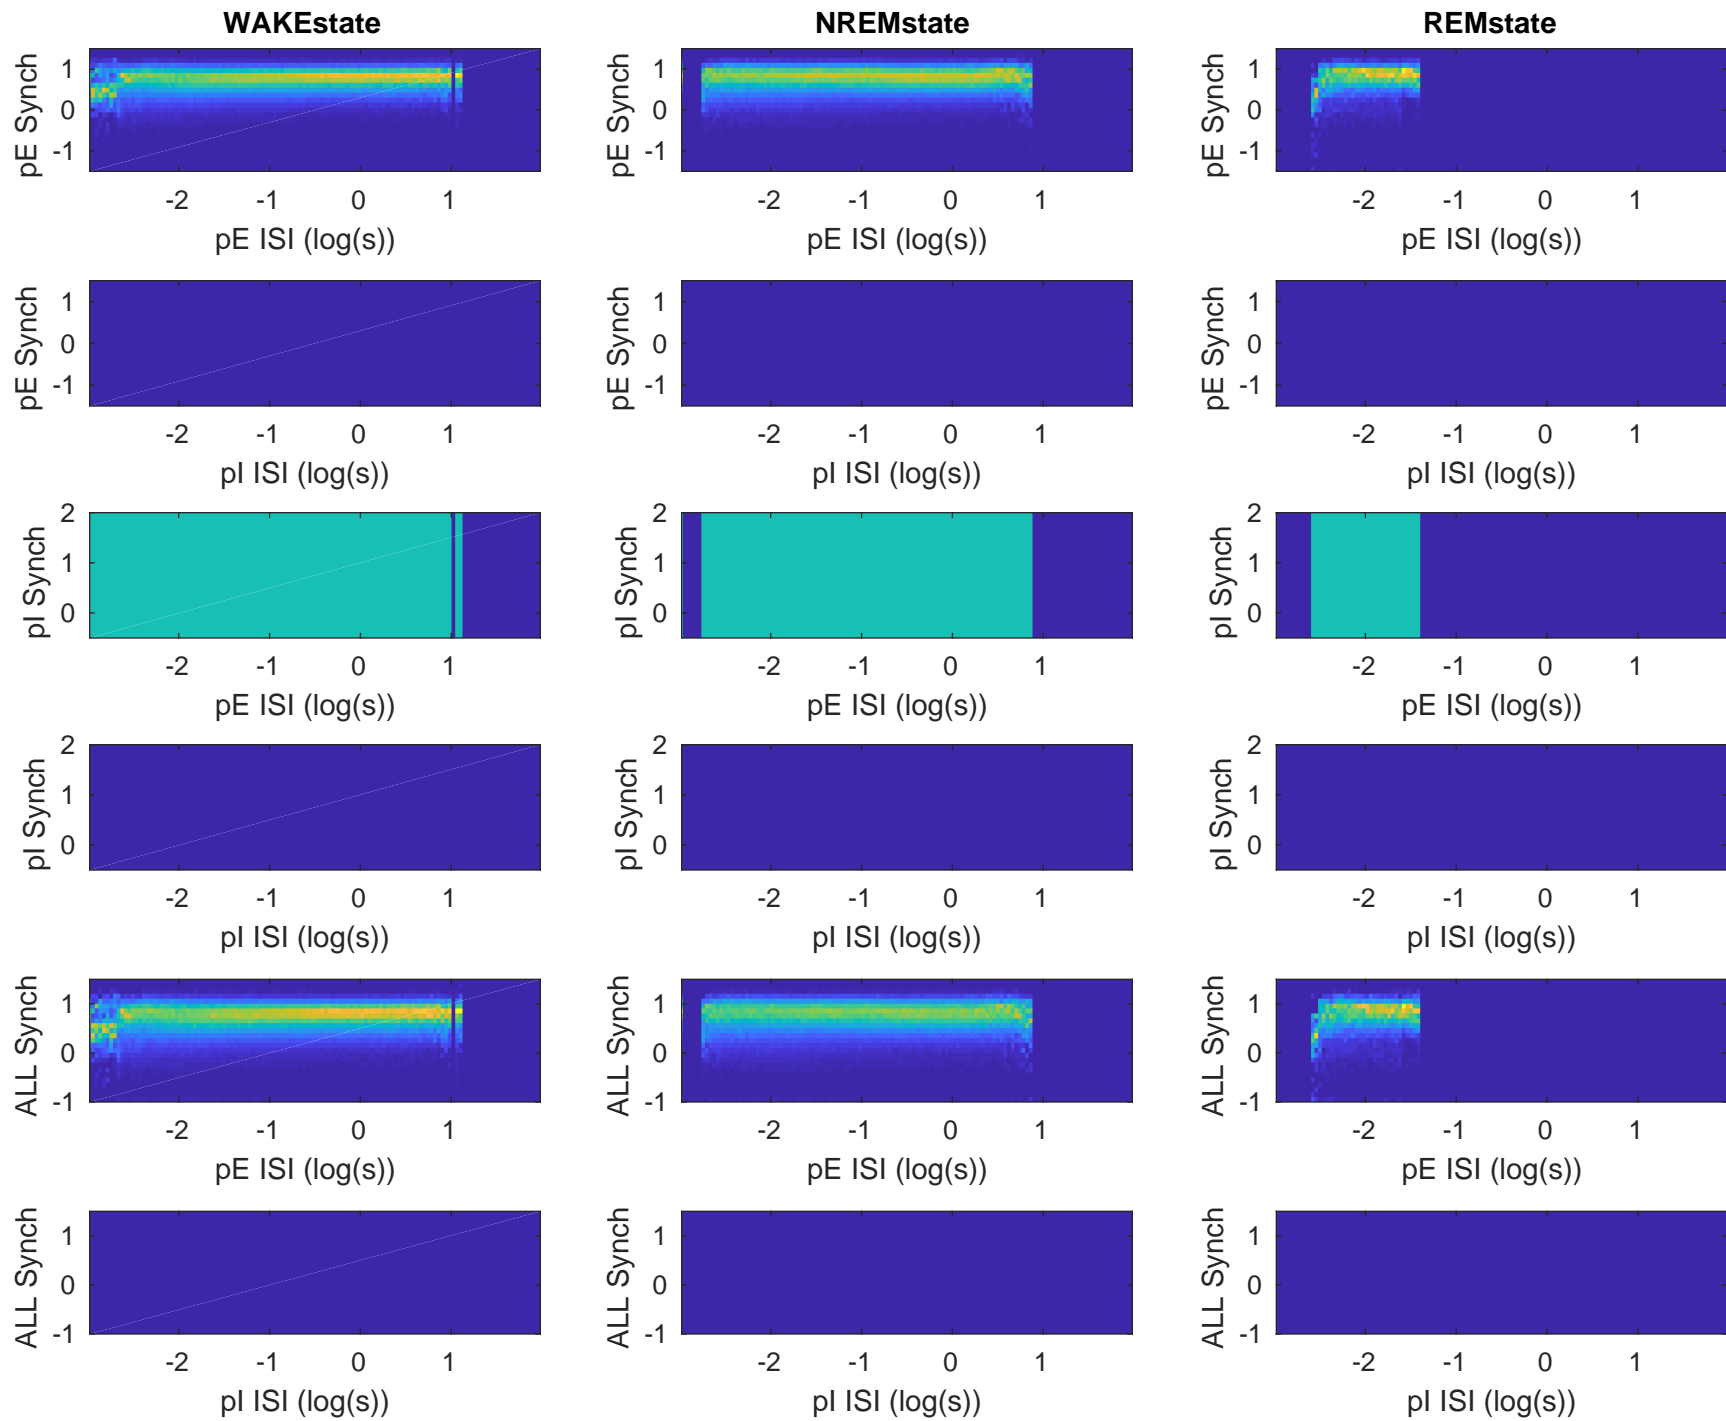 WAKEstate NREMstate REMstate
pE Synch 1 0 -1 pE Synch 1 0 -1 pE Synch 1 0 -1
-2 -1 0 1 -2 -1 0 1 -2 -1 0 1
pE ISI (log(s)) pE ISI (log(s)) pE ISI (log(s))
pE Synch 1 0 -1 pE Synch 1 0 -1 pE Synch 1 0 -1
-2 -1 0 1 -2 -1 0 1 -2 -1 0 1
pI ISI (log(s)) pI ISI (log(s)) pI ISI (log(s))
pI Synch 2 1 0 pI Synch 2 1 0 pI Synch 2 1 0
-2 -1 0 1 -2 -1 0 1 -2 -1 0 1
pE ISI (log(s)) pE ISI (log(s)) pE ISI (log(s))
pI Synch 2 1 0 pI Synch 2 1 0 pI Synch 2 1 0
-2 -1 0 1 -2 -1 0 1 -2 -1 0 1
pI ISI (log(s)) pI ISI (log(s)) pI ISI (log(s))
ALL Synch 1 0 -1 ALL Synch 1 0 -1 ALL Synch 1 0 -1
-2 -1 0 1 -2 -1 0 1 -2 -1 0 1
pE ISI (log(s)) pE ISI (log(s)) pE ISI (log(s))
ALL Synch 1 0 -1 ALL Synch 1 0 -1 ALL Synch 1 0 -1
-2 -1 0 1 -2 -1 0 1 -2 -1 0 1
pI ISI (log(s)) pI ISI (log(s)) pI ISI (log(s))